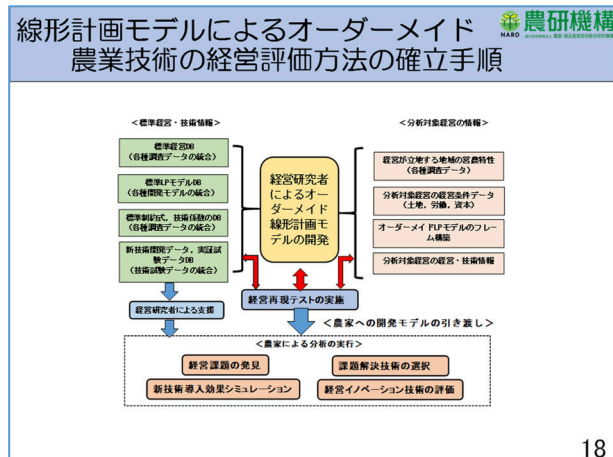 線形計画モデルによるオーダーメイド
農業技術の経営評価方法の確立手順
農研機構
NARO
＜標準経営・技術情報＞
標準経営DB
（各種調査データの統合）
標準LPモデルDB
（各種開発モデルの統合）
標準制約式，技術係数のDB
（各種調査データの統合）
新技術開発データ，実証試
験データDB
（技術試験データの統合）
経営研究者による支援
経営研究者
によるオー
ダーメイド
線形計画モ
デルの開発
経営再現テストの実施
＜分析対象経営の情報＞
経営が立地する地域の営農特性
（各種調査データ）
分析対象経営の経営条件データ
（土地，労働，資本）
オーダーメイドLPモデルのフレー
ム構築
分析対象経営の経営・技術情報
＜農家への開発モデルの引き渡し＞
＜農家による分析の実行＞
経営課題の発見
課題解決技術の選択
新技術導入効果シミュレーション
経営イノベーション技術の評価
18